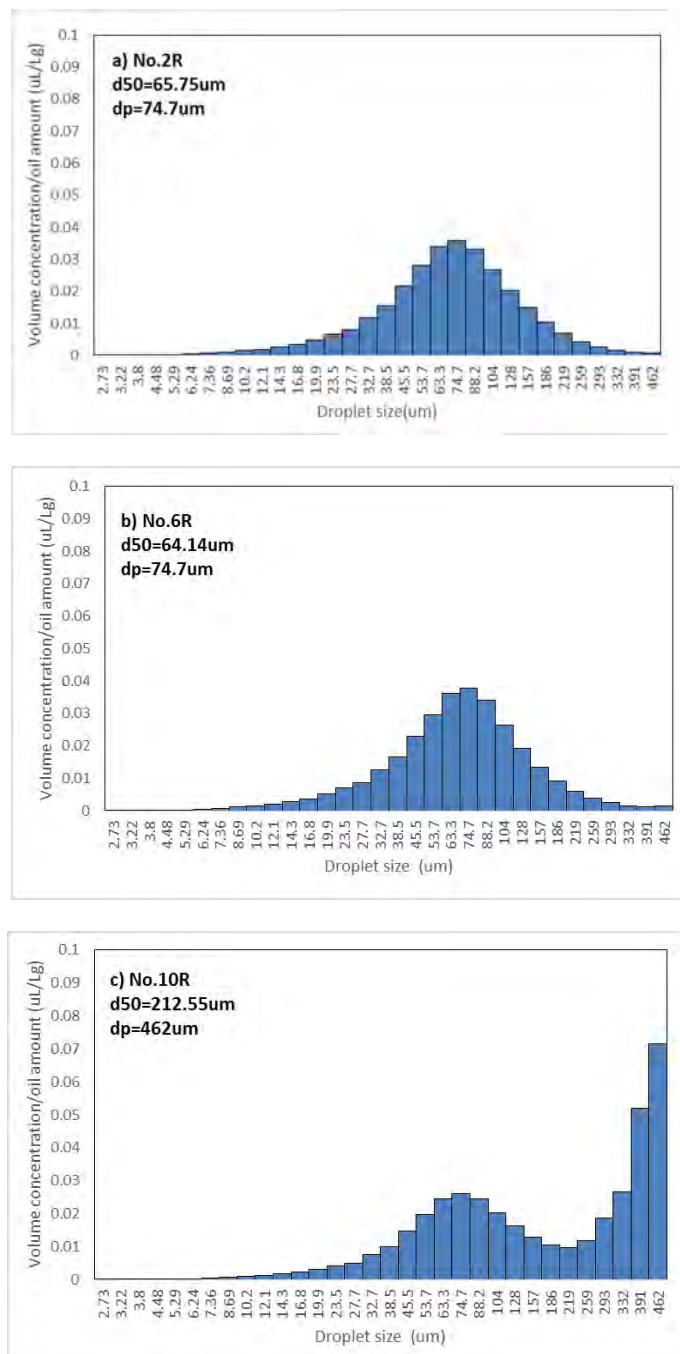 0.1
0.09
0.08
0.07
0.06
0.05
0.04
0.03
0.02
0.01
0
Volume concentration/oil amount (uL/Lg)
a) No.2R
d50=65.75um
dp=74.7um
2.73 3.22 3.8 4.48 5.29 6.24 7.36 8.69 10.2 12.1 14.3 16.8 19.9 23.5 27.7 32.7 38.5 45.5 53.7 63.3 74.7 88.2 104 128 157 186 219 259 293 332 391 462
Droplet size(um)
0.1
0.09
0.08
0.07
0.06
0.05
0.04
0.03
0.02
0.01
0
Volume concentration/oil amount (uL/Lg)
b) No.6R
d50=64.14um
dp=74.7um
2.73 3.22 3.8 4.48 5.29 6.24 7.36 8.69 10.2 12.1 14.3 16.8 19.9 23.5 27.7 32.7 38.5 45.5 53.7 63.3 74.7 88.2 104 128 157 186 219 259 293 332 391 462
Droplet size (um)
0.1
0.09
0.08
0.07
0.06
0.05
0.04
0.03
0.02
0.01
0
Volume concentration/oil amount (uL/Lg)
c) No.10R
d50=212.55um
dp=462um
2.73 3.22 3.8 4.48 5.29 6.24 7.36 8.69 10.2 12.1 14.3 16.8 19.9 23.5 27.7 32.7 38.5 45.5 53.7 63.3 74.7 88.2 104 128 157 186 219 259 293 332 391 462
Droplet size (um)